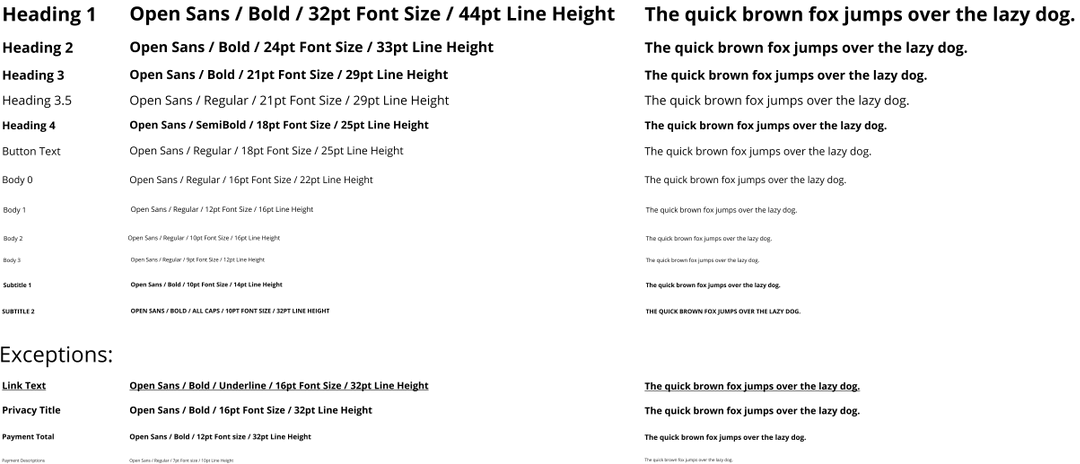 Heading 1 Open Sans / Bold / 32pt Font Size / 44pt Line Height The quick brown fox jumps over the lazy dog.
Heading 2 Open Sans / Bold / 24pt Font Size / 33pt Line Height The quick brown fox jumps over the lazy dog.
Heading 3 Open Sans / Bold / 21pt Font Size / 29pt Line Height The quick brown fox jumps over the lazy dog.
Heading 3.5 Open Sans / Regular / 21pt Font Size / 29pt Line Height The quick brown fox jumps over the lazy dog.
Heading 4 Open Sans / SemiBold / 18pt Font Size / 25pt Line Height The quick brown fox jumps over the lazy dog.
Button Text Open Sans / Regular / 18pt Font Size / 25pt Line Height The quick brown fox jumps over the lazy dog.
Body 0 Open Sans / Regular / 16pt Font Size / 22pt Line Height The quick brown fox jumps over the lazy dog.
Body 1 Open Sans / Regular / 12pt Font Size / 16pt Line Height The quick brown fox jumps over the lazy dog.
Body 2 Open Sans / Regular / 10pt Font Size / 16pt Line Height The quick brown fox jumps over the lazy dog.
Body 3 Open Sans / Regular / 9pt Font Size / 12pt Line Height The quick brown fox jumps over the lazy dog.
Subtitle 1 Open Sans / Bold / 10pt Font Size / 14pt Line Height The quick brown fox jumps over the lazy dog.
SUBTITLE 2 OPEN SANS / BOLD / ALL CAPS / 10PT FONT SIZE / 32PT LINE HEIGHT THE QUICK BROWN FOX JUMPS OVER THE LAZY DOG.
Exceptions:
Link Text Open Sans / Bold / Underline / 16pt Font Size / 32pt Line Height The quick brown fox jumps over the lazy dog.
Privacy Title Open Sans / Bold / 16pt Font Size / 32pt Line Height The quick brown fox jumps over the lazy dog.
Payment Total Open Sans / Bold / 12pt Font size / 32pt Line Height The quick brown fox jumps over the lazy dog.
Payment Descriptions Open Sans / Regular / 7pt Font size / 10pt Line Height The quick brown fox jumps over the lazy dog.